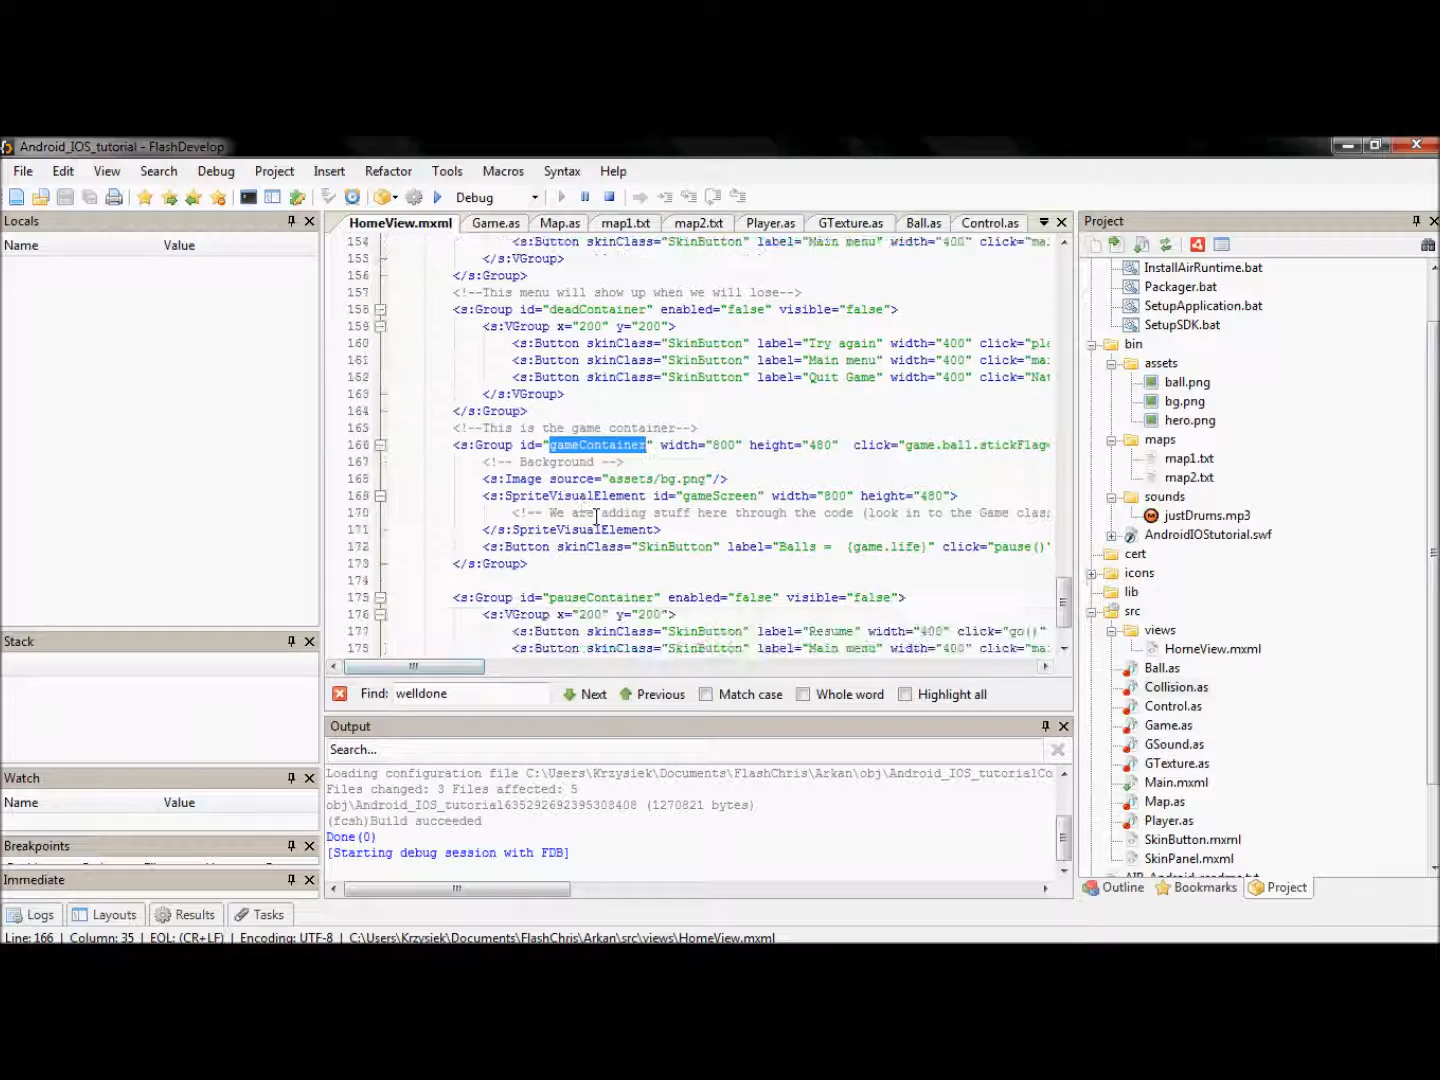 Android_IOS_tutorial - FlashDevelop
File Edit View Search Debug Project Insert Refactor Tools Macros Syntax Help
Debug
Locals
Name Value
HomeView.mxml Game.as Map.as map1.txt map2.txt Player.as GTexture.as Ball.as Control.as
154 <s:Button skinClass="SkinButton" label="Main menu" width="400" click="ma
155 </s:VGroup>
156 </s:Group>
157 <!--This menu will show up when we will lose-->
158 <s:Group id="deadContainer" enabled="false" visible="false">
159 <s:VGroup x="200" y="200">
160 <s:Button skinClass="SkinButton" label="Try again" width="400" click="pl
161 <s:Button skinClass="SkinButton" label="Main menu" width="400" click="ma
162 <s:Button skinClass="SkinButton" label="Quit Game" width="400" click="Na
163 </s:VGroup>
164 </s:Group>
165 <!--This is the game container-->
166 <s:Group id="gameContainer" width="800" height="480" click="game.ball.stickFlag
167 <!-- Background -->
168 <s:Image source="assets/bg.png"/>
169 <s:SpriteVisualElement id="gameScreen" width="800" height="480">
170 <!-- We are adding stuff here through the code (look in to the Game clas
171 </s:SpriteVisualElement>
172 <s:Button skinClass="SkinButton" label="Balls = {game.life}" click="pause()"
173 </s:Group>
174
175 <s:Group id="pauseContainer" enabled="false" visible="false">
176 <s:VGroup x="200" y="200">
177 <s:Button skinClass="SkinButton" label="Resume" width="400" click="go()"
178 <s:Button skinClass="SkinButton" label="Main menu" width="400" click="ma
Find: welldone Next Previous Match case Whole word Highlight all
Output
Search...
Loading configuration file C:\Users\Krzysiek\Documents\FlashChris\Arkan\obj\Android_IOS_tutorialCo
Files changed: 3 Files affected: 5
obj\Android_IOS_tutorial635292692395308408 (1270821 bytes)
(fcsh)Build succeeded
Done(0)
[Starting debug session with FDB]
Stack
Watch
Name Value
Breakpoints
Immediate
Project
InstallAirRuntime.bat
Packager.bat
SetupApplication.bat
SetupSDK.bat
bin
assets
ball.png
bg.png
hero.png
maps
map1.txt
map2.txt
sounds
justDrums.mp3
AndroidIOStutorial.swf
cert
icons
lib
src
views
HomeView.mxml
Ball.as
Collision.as
Control.as
Game.as
GSound.as
GTexture.as
Main.mxml
Map.as
Player.as
SkinButton.mxml
SkinPanel.mxml
Outline Bookmarks Project
Logs Layouts Results Tasks
Line: 166 | Column: 35 | EOL: (CR+LF) | Encoding: UTF-8 | C:\Users\Krzysiek\Documents\FlashChris\Arkan\src\views\HomeView.mxml